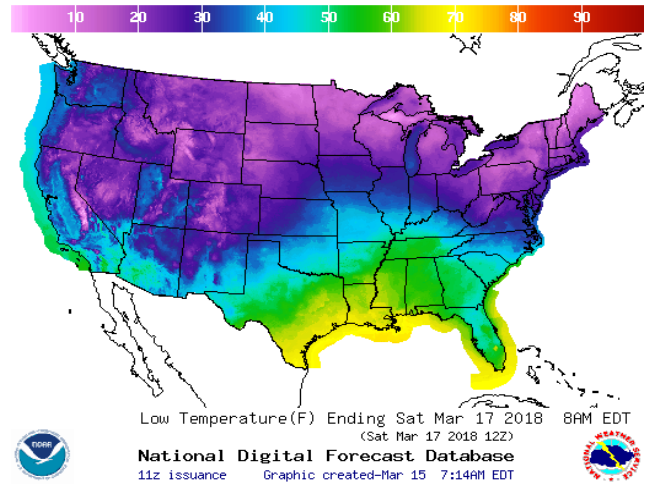 10 20 30 40 50 60 70 80 90
Low Temperature(F) Ending Sat Mar 17 2018 8AM EDT
(Sat Mar 17 2018 12Z)
National Digital Forecast Database
11z issuance Graphic created-Mar 15 7:14AM EDT
NOAA